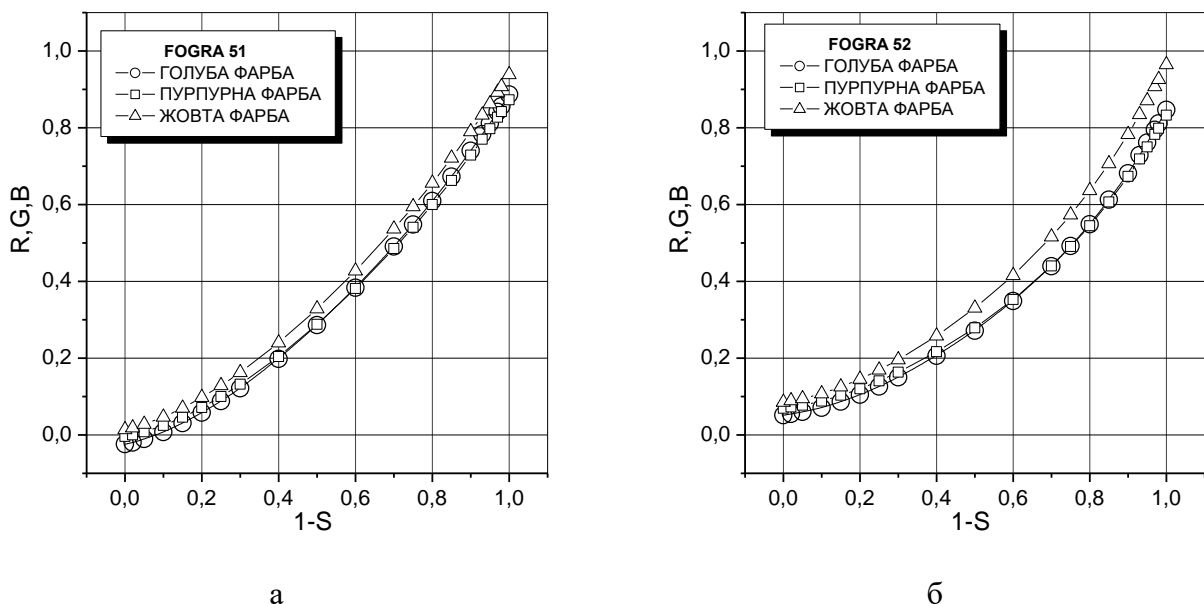 FOGRA 51
ГОЛУБА ФАРБА
ПУРПУРНА ФАРБА
ЖОВТА ФАРБА
R,G,B
1,0
0,8
0,6
0,4
0,2
0,0
0,0 0,2 0,4 0,6 0,8 1,0
1-S
а
FOGRA 52
ГОЛУБА ФАРБА
ПУРПУРНА ФАРБА
ЖОВТА ФАРБА
R,G,B
1,0
0,8
0,6
0,4
0,2
0,0
0,0 0,2 0,4 0,6 0,8 1,0
1-S
б